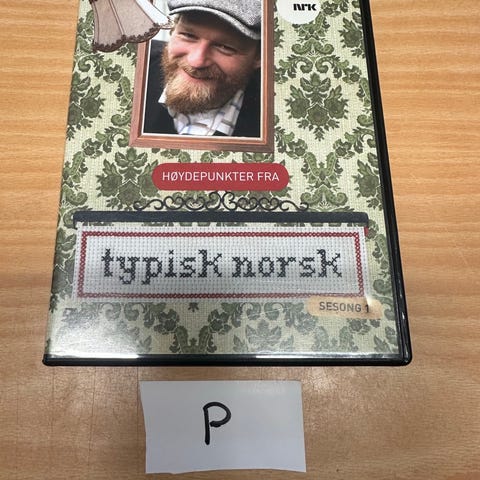 NRK
HØYDEPUNKTER FRA
typisk norsk
SESONG 1
P